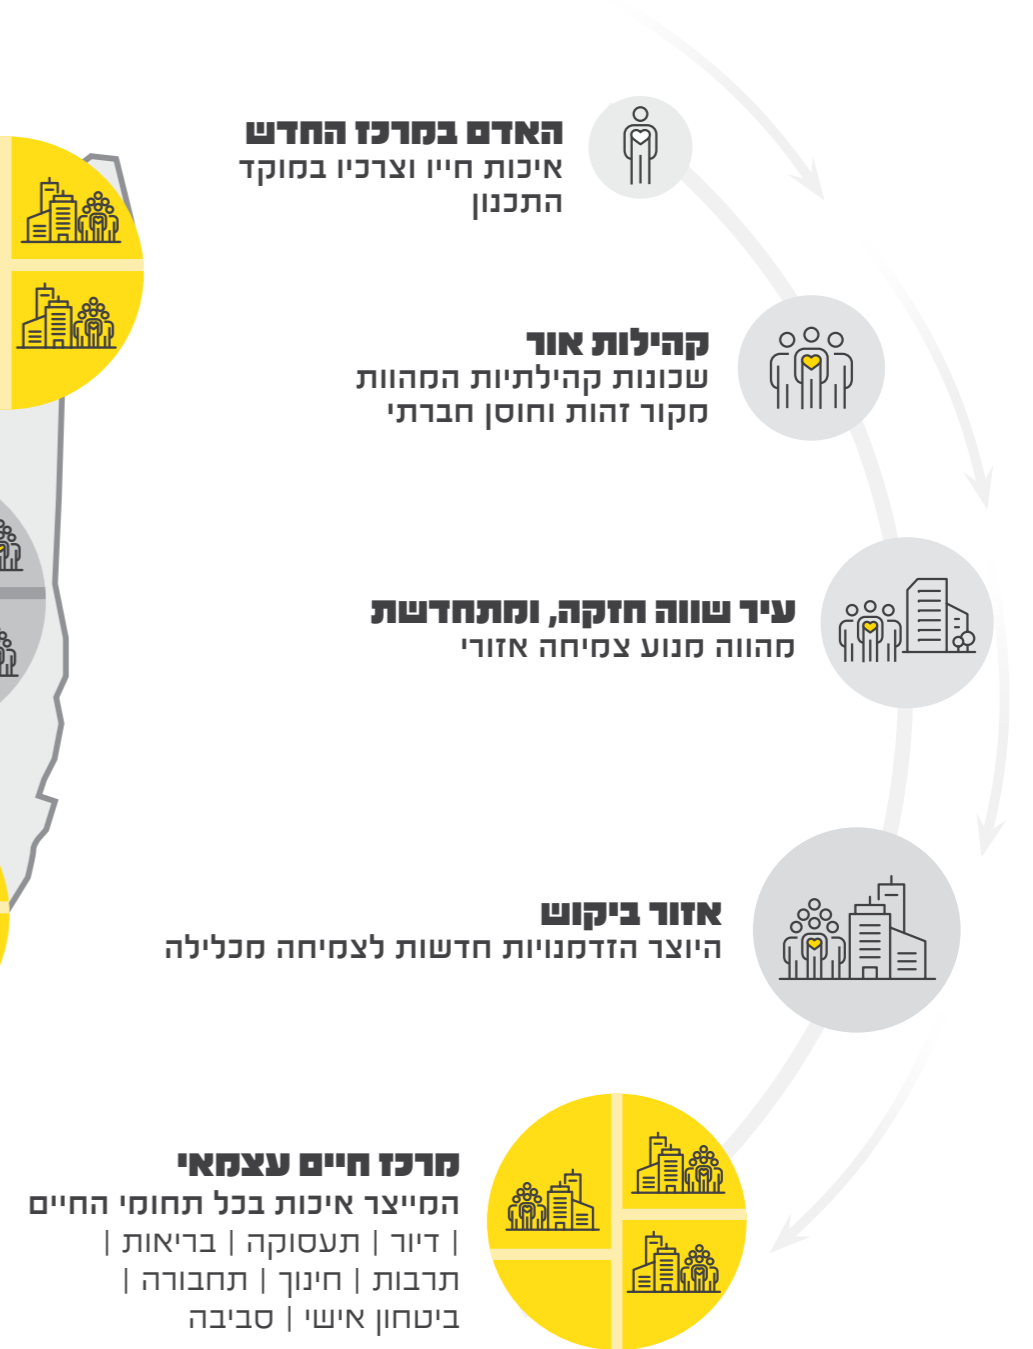 האדם במרכז החדש
איכות חייו וצרכיו במוקד
התכנון
קהילות אור
שכונות קהילתיות המהוות
מקור זהות וחוסן חברתי
עיר שווה חזקה, ומתחדשת
מהווה מנוע צמיחה אזורי
אזור ביקוש
היוצר הזדמנויות חדשות לצמיחה מכלילה
מרכז חיים עצמאי
המייצר איכות בכל תחומי החיים
| דיור | תעסוקה | בריאות |
תרבות | חינוך | תחבורה |
ביטחון אישי | סביבה